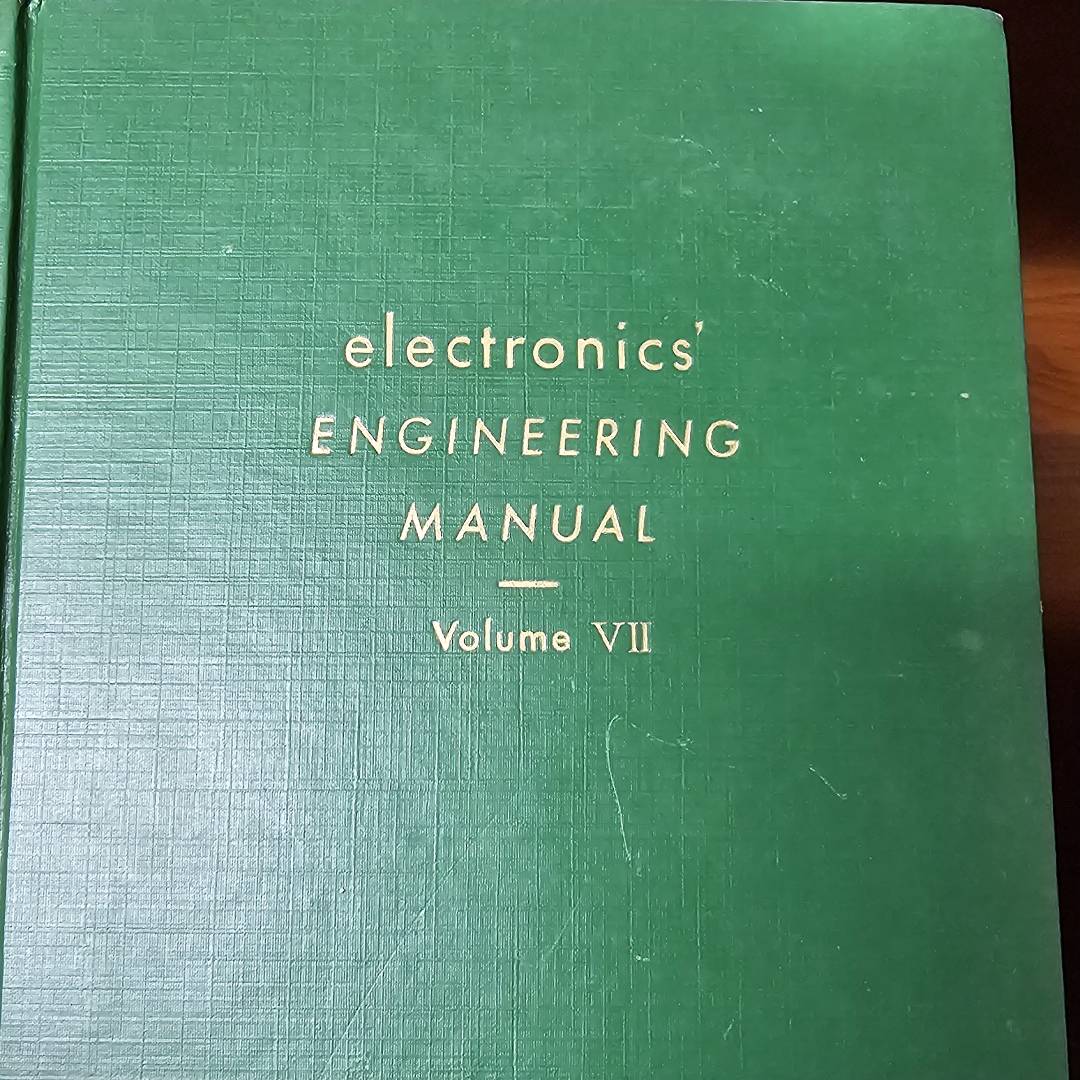 electronics'
ENGINEERING
MANUAL
Volume VII